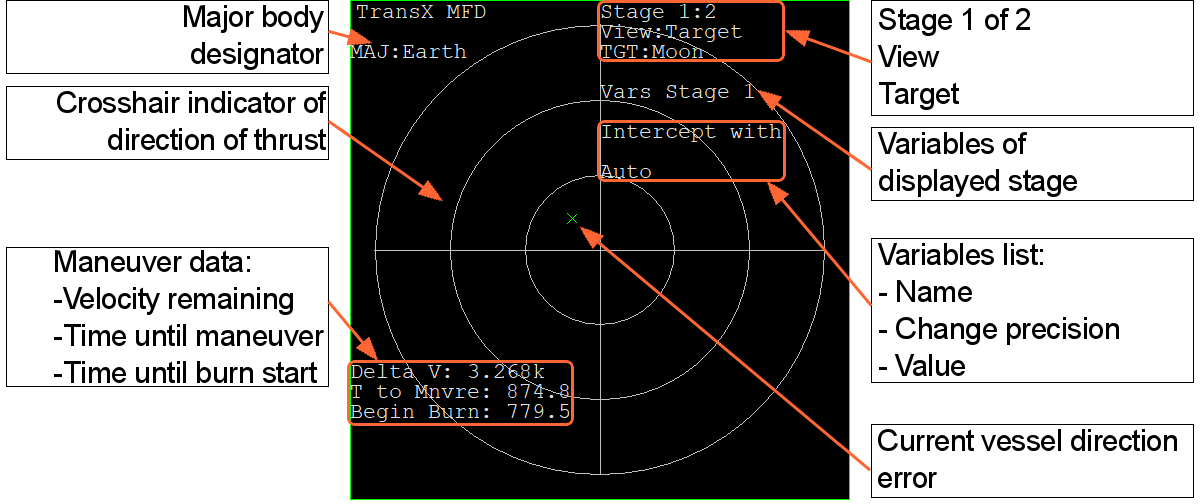 Major body
designator
Crosshair indicator of
direction of thrust
Maneuver data:
-Velocity remaining
-Time until maneuver
-Time until burn start
TransX MFD
MAJ:Earth
Stage 1:2
View:Target
TGT:Moon
Vars Stage 1
Intercept with
Auto
Delta V: 3.268k
T to Mnvre: 874.8
Begin Burn: 779.5
Stage 1 of 2
View
Target
Variables of
displayed stage
Variables list:
- Name
- Change precision
- Value
Current vessel direction
error